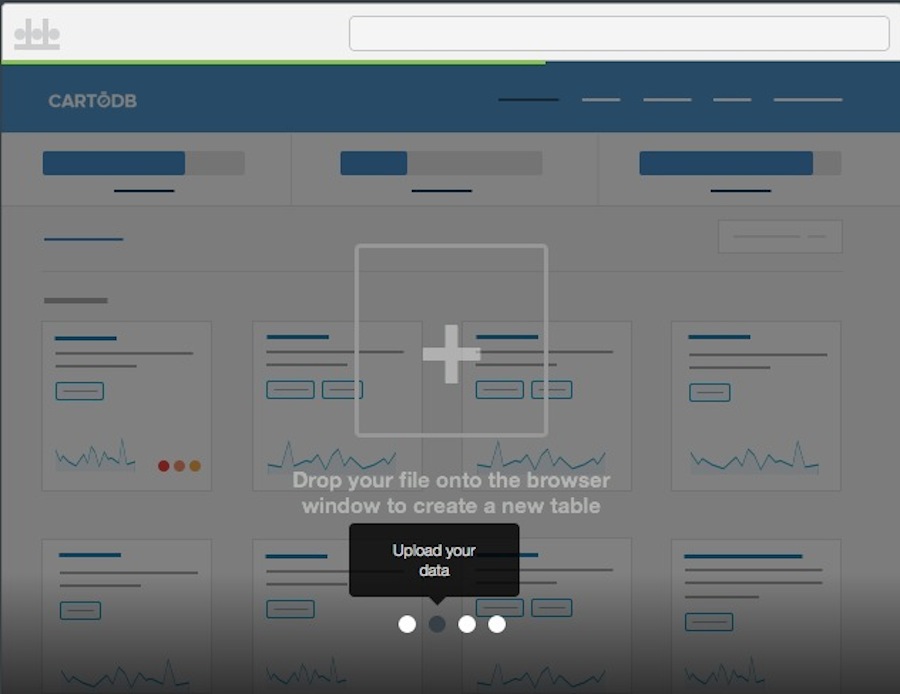 CARTODB
Drop your file onto the browser
window to create a new table
Upload your
data